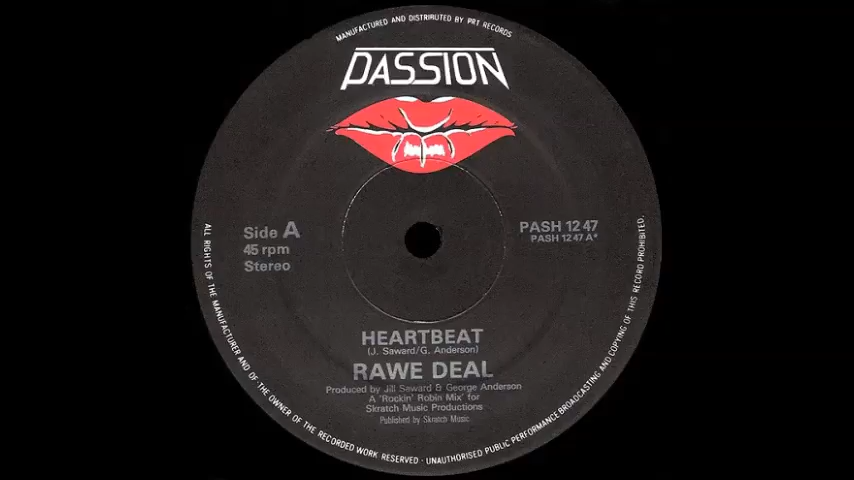 MANUFACTURED AND DISTRIBUTED BY PRT RECORDS
PASSION
Side A
45 rpm
Stereo
PASH 12 47
PASH 1247 A*
HEARTBEAT
(J. Saward/G. Anderson)
RAWE DEAL
Produced by Jill Saward & George Anderson
A 'Rockin' Robin Mix' for
Skratch Music Productions
Published by Skratch Music
ALL RIGHTS OF THE MANUFACTURER AND OF THE OWNER OF THE RECORDED WORK RESERVED · UNAUTHORISED PUBLIC PERFORMANCE BROADCASTING AND COPYING OF THIS RECORD PROHIBITED.